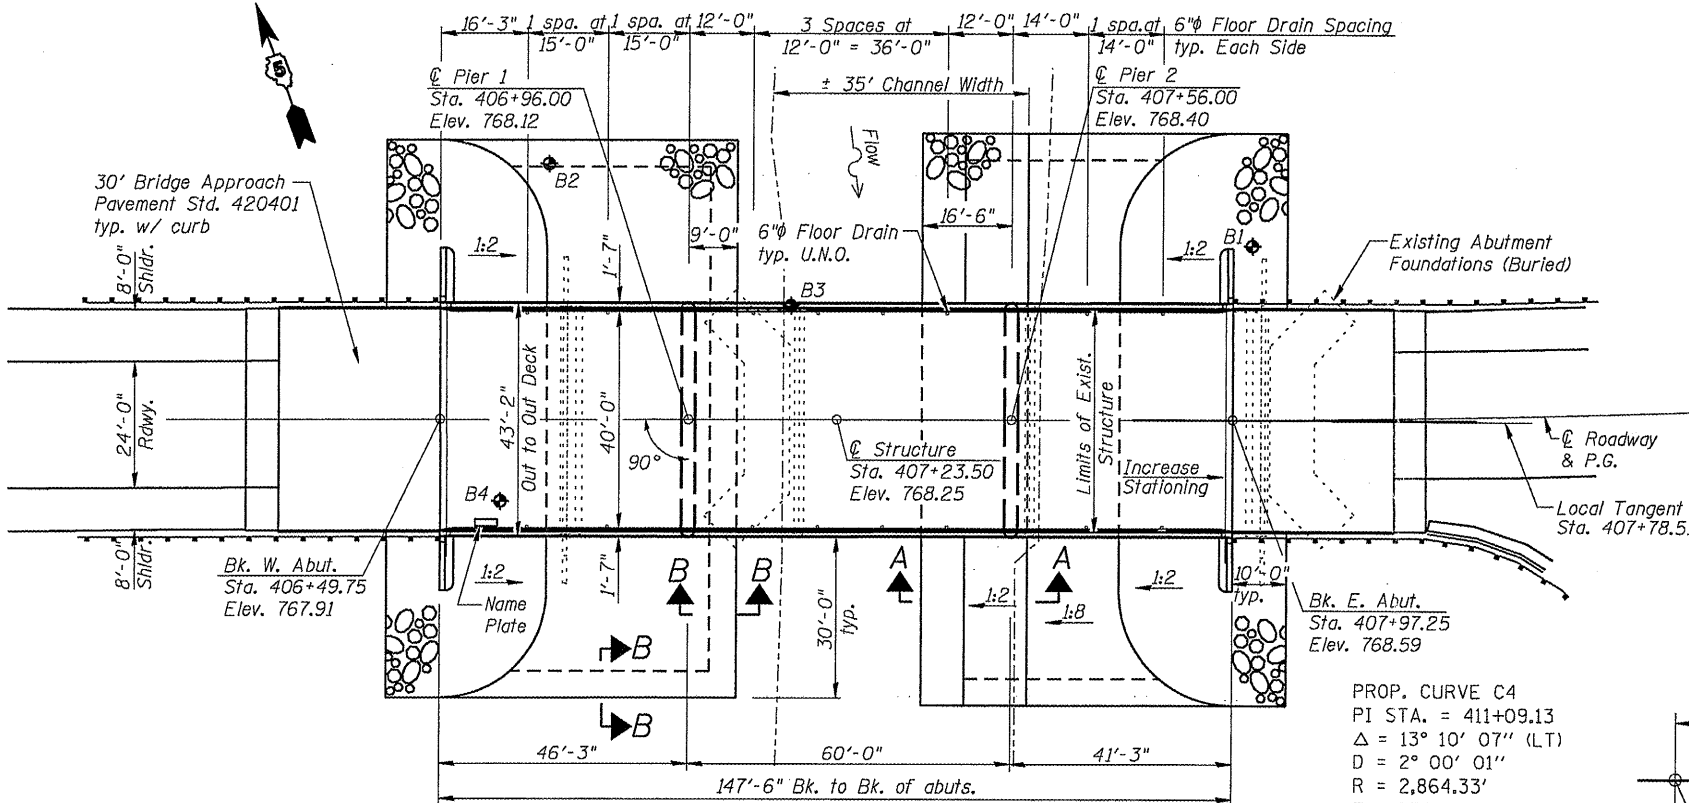 16'-3"
1 spa. at
15'-0"
1 spa. at
15'-0"
12'-0"
3 Spaces at
12'-0" = 36'-0"
12'-0"
14'-0"
1 spa.at
14'-0"
6"φ Floor Drain Spacing
typ. Each Side
℄ Pier 1
Sta. 406+96.00
Elev. 768.12
± 35' Channel Width
℄ Pier 2
Sta. 407+56.00
Elev. 768.40
Flow
B2
30' Bridge Approach
Pavement Std. 420401
typ. w/ curb
1:2
9'-0"
6"φ Floor Drain
typ. U.N.O.
16'-6"
1:2
B1
Existing Abutment
Foundations (Buried)
8'-0"
Shldr.
1'-7"
B3
24'-0"
Rdwy.
43'-2"
Out to Out Deck
40'-0"
90°
℄ Structure
Sta. 407+23.50
Elev. 768.25
Limits of Exist.
Structure
Increase
Stationing
℄ Roadway
& P.G.
Local Tangent
Sta. 407+78.5
B4
8'-0"
Shldr.
Bk. W. Abut.
Sta. 406+49.75
Elev. 767.91
1:2
Name
Plate
1'-7"
B
B
A
A
1:2
1:8
1:2
10'-0"
typ.
Bk. E. Abut.
Sta. 407+97.25
Elev. 768.59
30'-0"
typ.
B
B
46'-3"
60'-0"
41'-3"
147'-6" Bk. to Bk. of abuts.
PROP. CURVE C4
PI STA. = 411+09.13
Δ = 13° 10' 07" (LT)
D = 2° 00' 01"
R = 2,864.33'